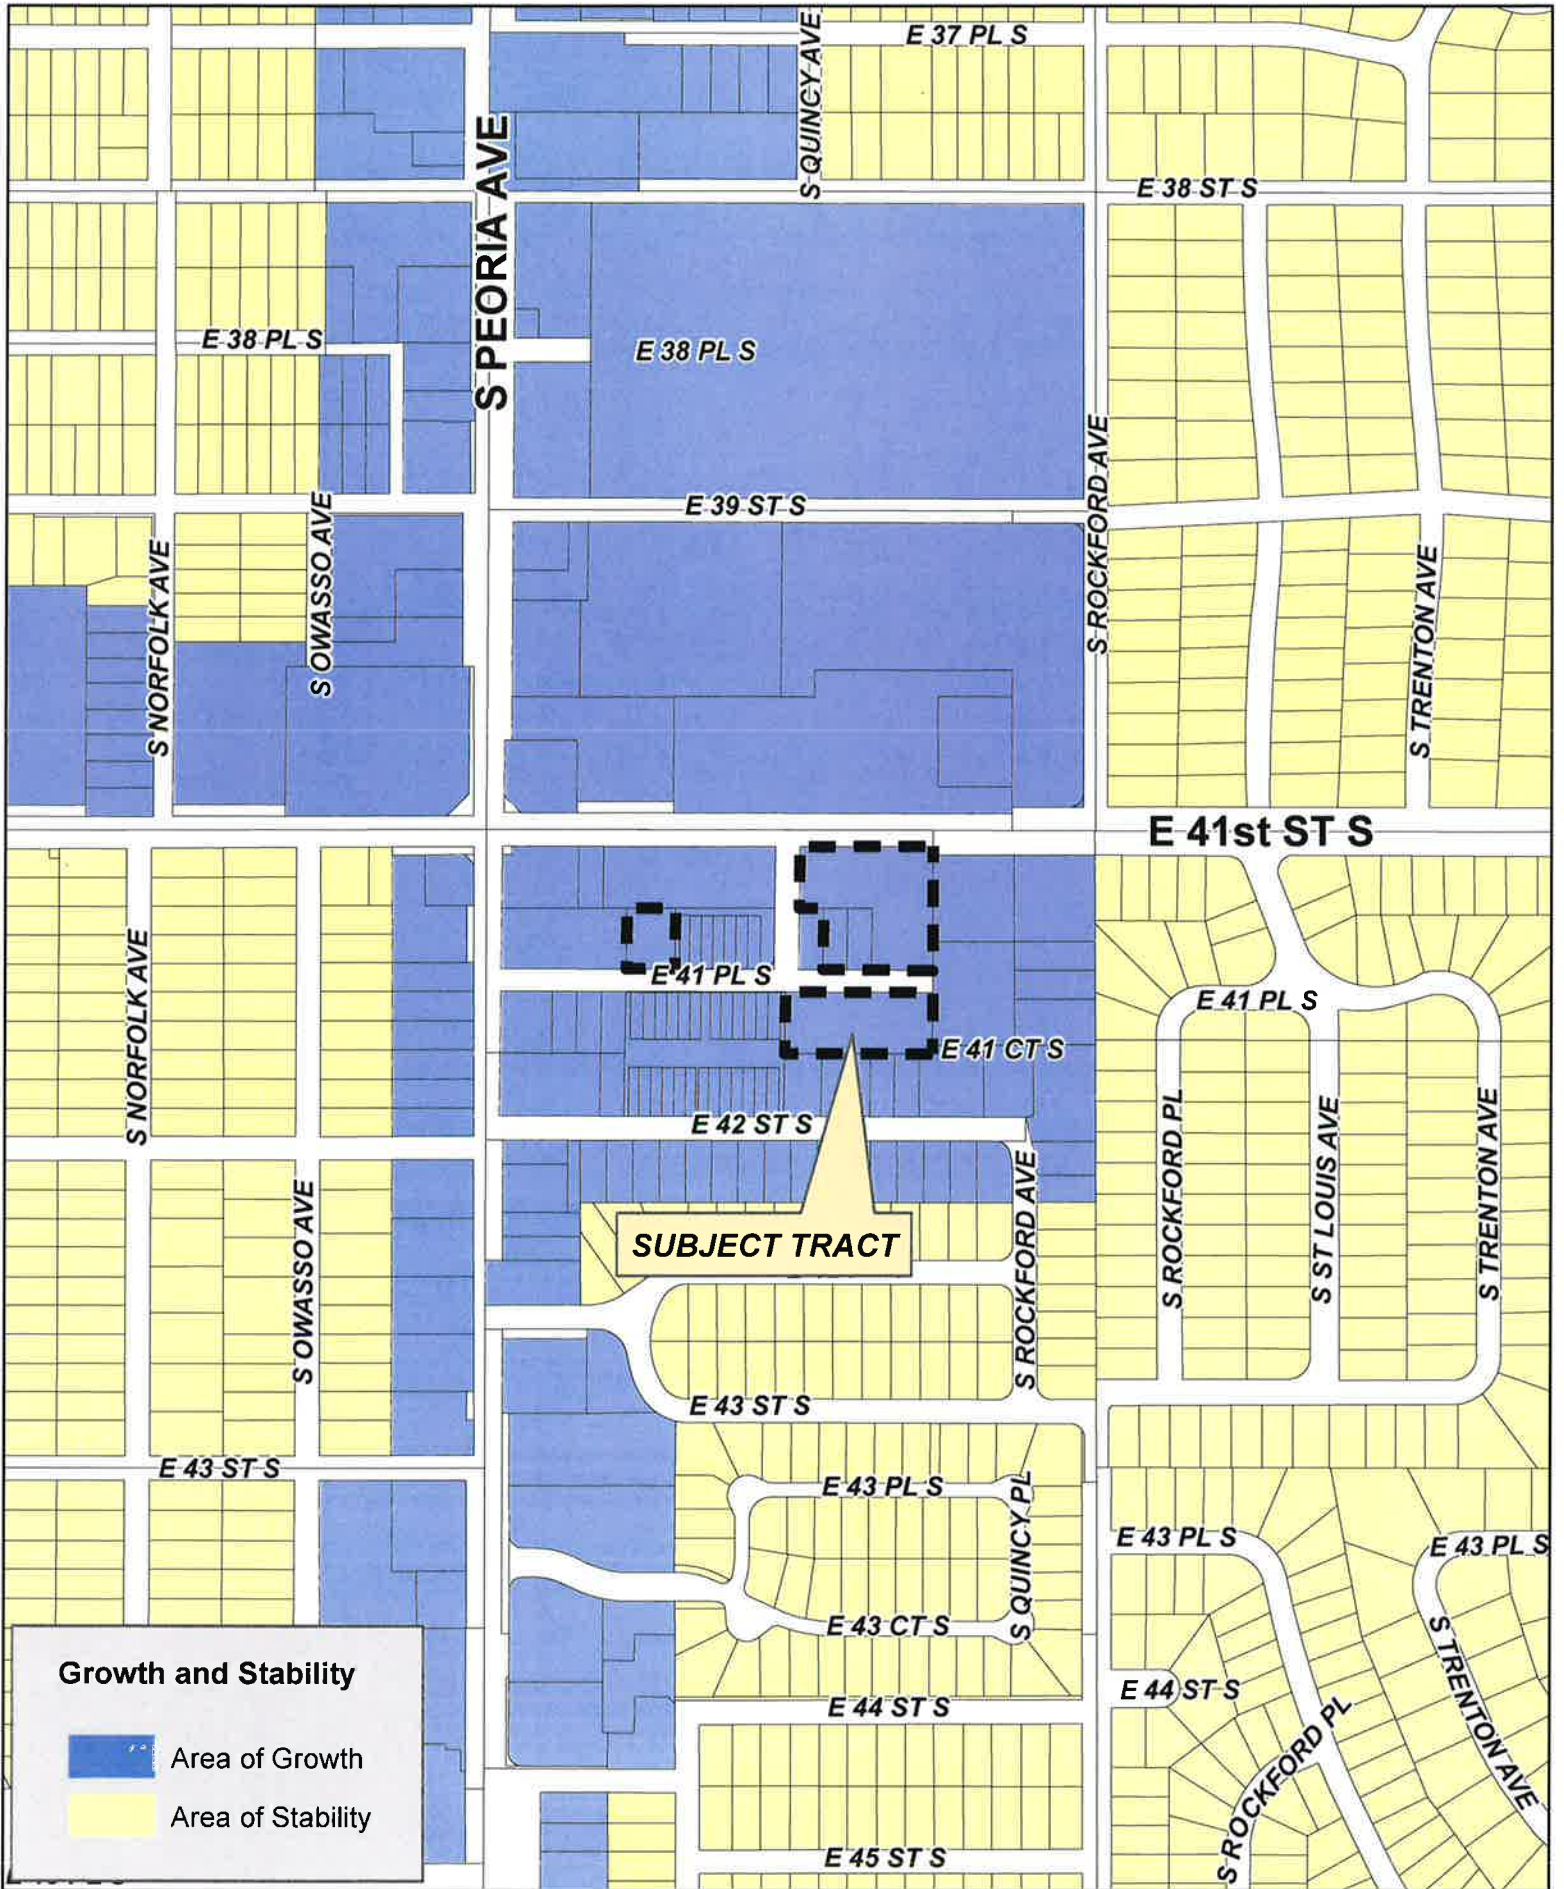 E 37 PL S
S QUINCY AVE
E 38 ST S
S PEORIA AVE
E 38 PL S
E 38 PL S
E 39 ST S
S ROCKFORD AVE
S OWASSO AVE
S NORFOLK AVE
S TRENTON AVE
E 41st ST S
E 41 PL S
E 41 PL S
E 41 CT S
S NORFOLK AVE
E 42 ST S
S ROCKFORD PL
S ST LOUIS AVE
S TRENTON AVE
S OWASSO AVE
S ROCKFORD AVE
SUBJECT TRACT
E 43 ST S
E 43 ST S
E 43 PL S
S QUINCY PL
E 43 PL S
E 43 PL S
E 43 CT S
S TRENTON AVE
E 44 ST S
E 44 ST S
S ROCKFORD PL
E 45 ST S
Growth and Stability
Area of Growth
Area of Stability